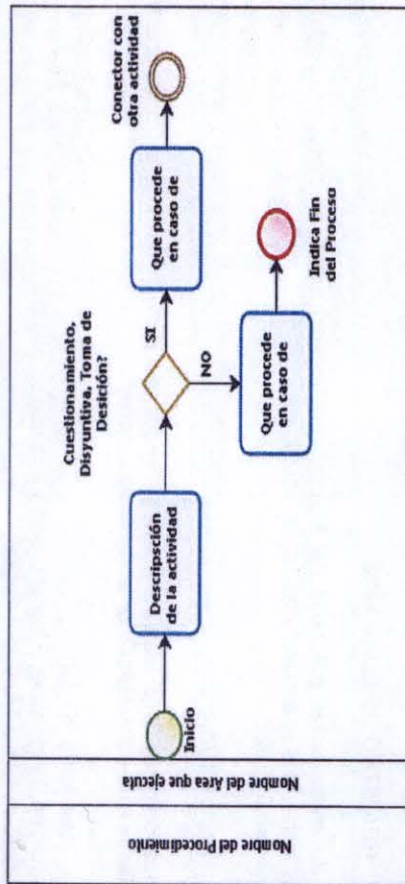 Nombre del Procedimiento
Nombre del Área que ejecuta
Inicio
Descripsción
de la actividad
Cuestionamiento,
Disyuntiva, Toma de
Desición?
SI
NO
Que procede
en caso de
Conector con
otra actividad
Que procede
en caso de
Indica Fin
del Proceso